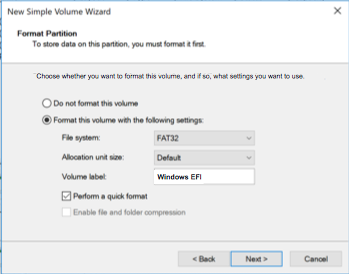 New Simple Volume Wizard
Format Partition
To store data on this partition, you must format it first.
Choose whether you want to format this volume, and if so, what settings you want to use.
Do not format this volume
Format this volume with the following settings:
File system: FAT32
Allocation unit size: Default
Volume label: Windows EFI
Perform a quick format
Enable file and folder compression
< Back Next > Cancel